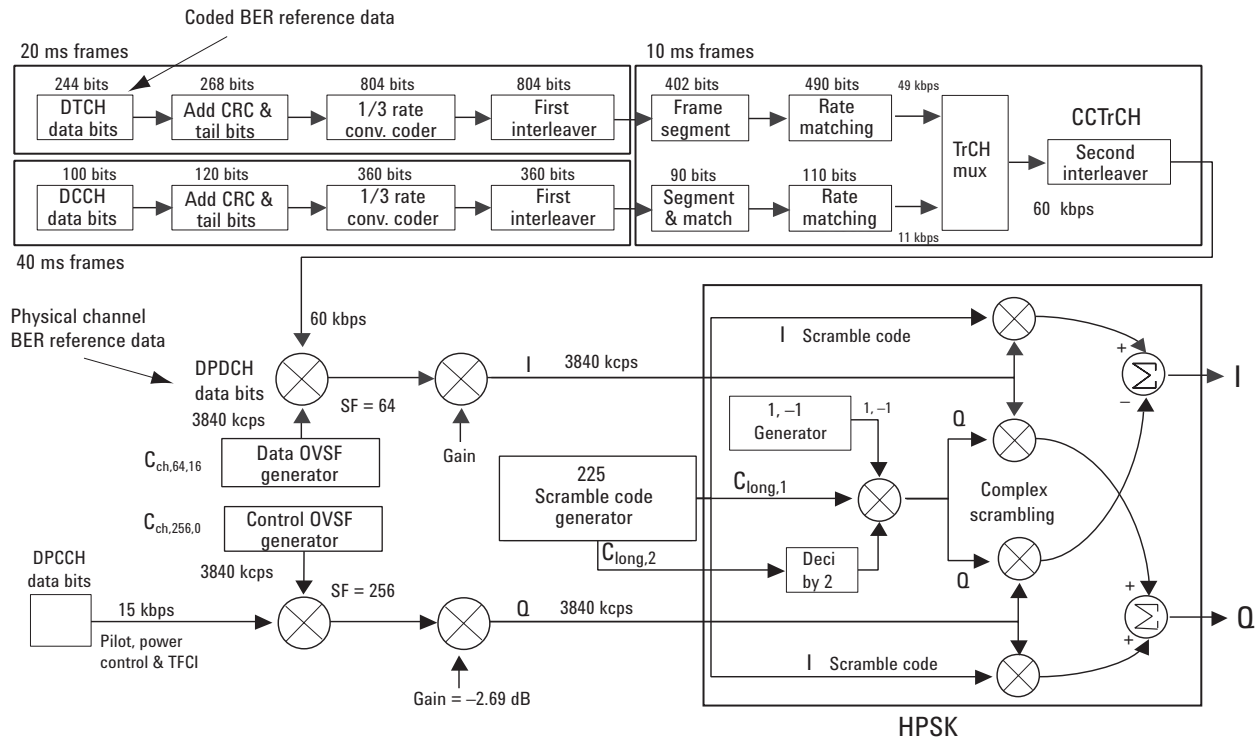 Coded BER reference data
20 ms frames
10 ms frames
244 bits
268 bits
804 bits
804 bits
402 bits
490 bits
49 kbps
DTCH
data bits
Add CRC &
tail bits
1/3 rate
conv. coder
First
interleaver
Frame
segment
Rate
matching
TrCH
mux
CCTrCH
Second
interleaver
60 kbps
100 bits
120 bits
360 bits
360 bits
90 bits
110 bits
DCCH
data bits
Add CRC &
tail bits
1/3 rate
conv. coder
First
interleaver
Segment
& match
Rate
matching
11 kbps
40 ms frames
Physical channel
BER reference data
60 kbps
DPDCH
data bits
3840 kcps
SF = 64
I 3840 kcps
Gain
C ch,64,16
Data OVSF
generator
C ch,256,0
Control OVSF
generator
3840 kcps
DPCCH
data bits
15 kbps
Pilot, power
control & TFCI
SF = 256
Q 3840 kcps
Gain = –2.69 dB
I Scramble code
1, –1
Generator
1, –1
225
Scramble code
generator
C long,1
C long,2
Deci
by 2
Q
Complex
scrambling
Q
I Scramble code
+
Σ
–
I
+
Σ
+
Q
HPSK